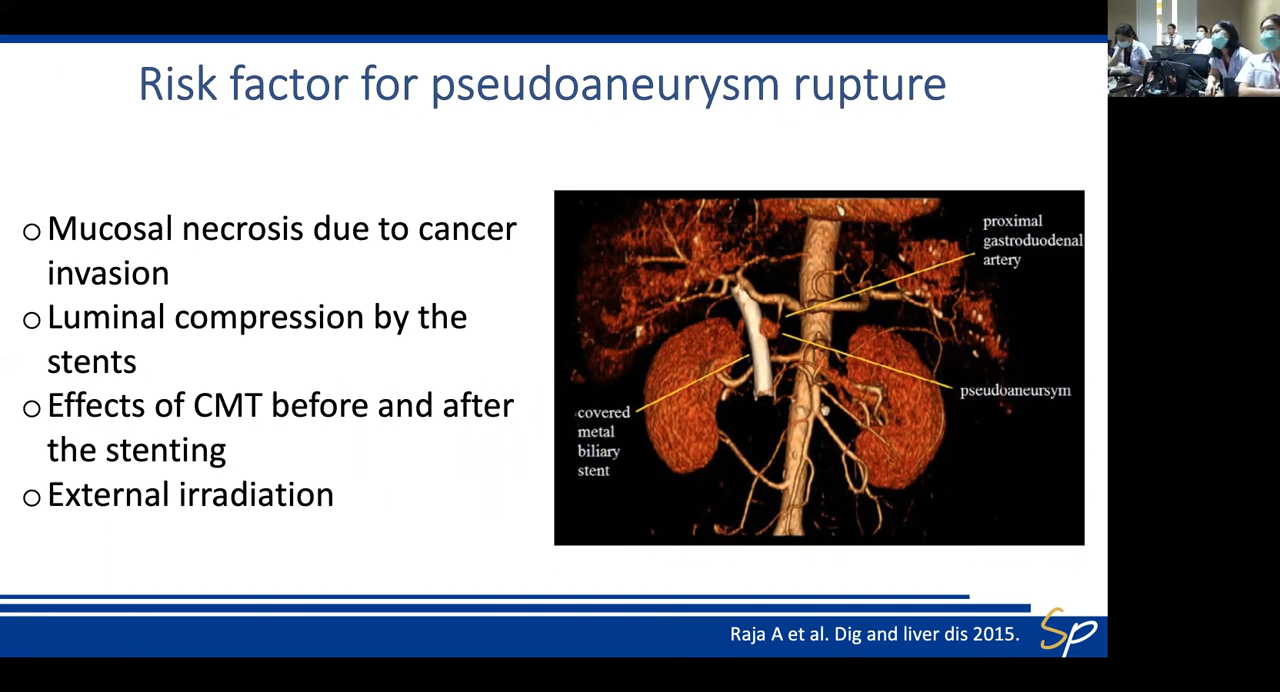 Risk factor for pseudoaneurysm rupture
○ Mucosal necrosis due to cancer
invasion
○ Luminal compression by the
stents
○ Effects of CMT before and after
the stenting
○ External irradiation
proximal
gastroduodenal
artery
pseudoaneursym
covered
metal
biliary
stent
Raja A et al. Dig and liver dis 2015.
Sp